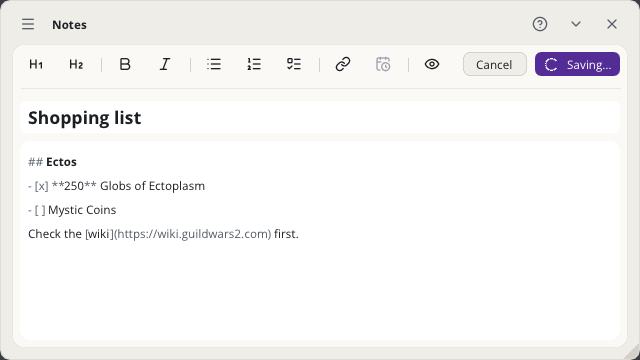 Notes
H1 H2 B I Cancel Saving...
Shopping list
## Ectos
- [x] **250** Globs of Ectoplasm
- [ ] Mystic Coins
Check the [wiki](https://wiki.guildwars2.com) first.